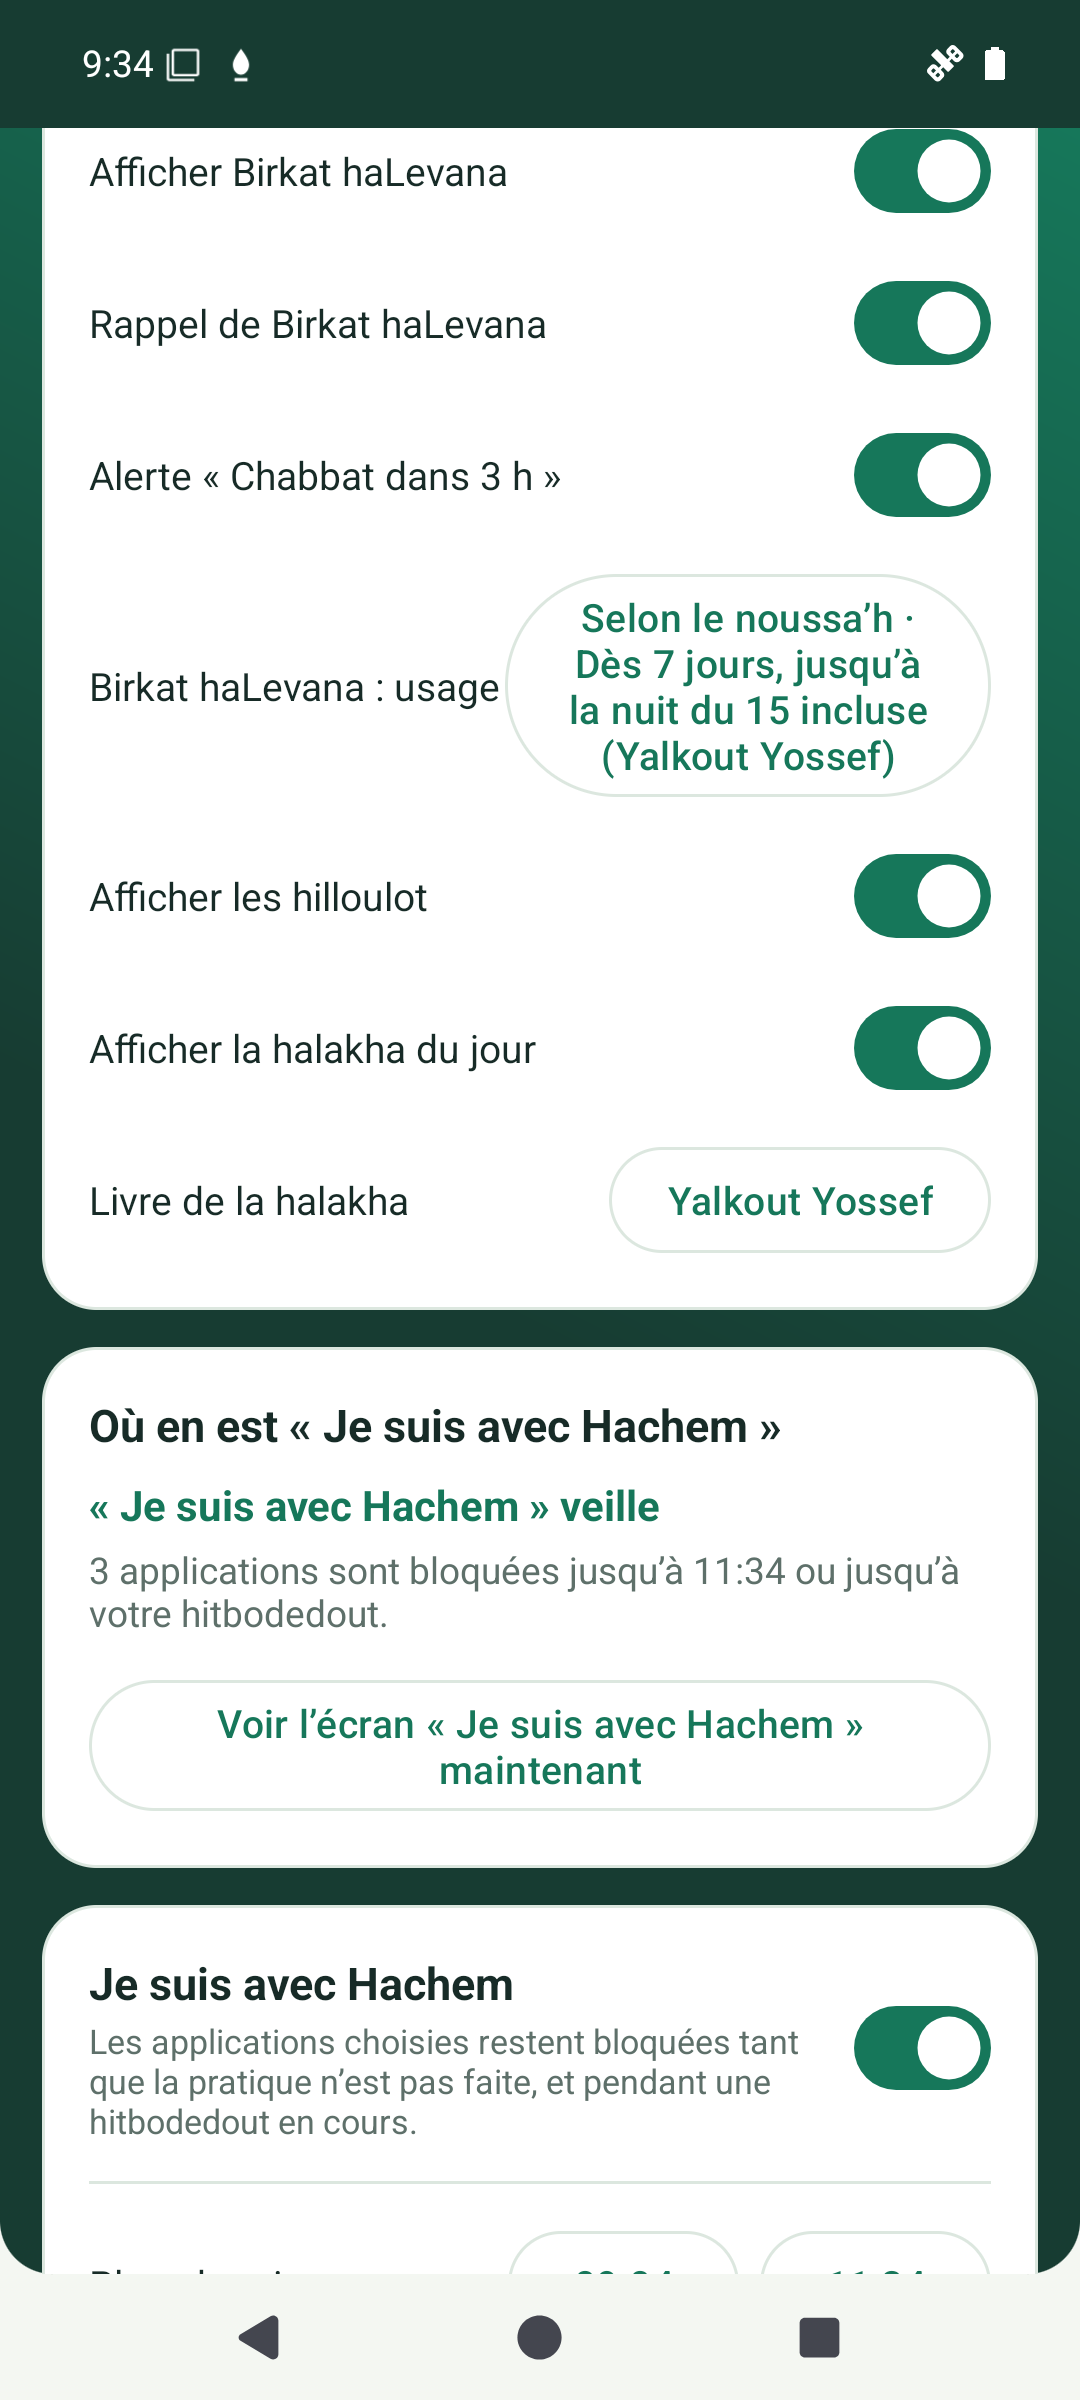 9:34
Afficher Birkat haLevana
Rappel de Birkat haLevana
Alerte « Chabbat dans 3 h »
Birkat haLevana : usage
Selon le noussa’h ·
Dès 7 jours, jusqu’à
la nuit du 15 incluse
(Yalkout Yossef)
Afficher les hilloulot
Afficher la halakha du jour
Livre de la halakha
Yalkout Yossef
Où en est « Je suis avec Hachem »
« Je suis avec Hachem » veille
3 applications sont bloquées jusqu’à 11:34 ou jusqu’à
votre hitbodedout.
Voir l’écran « Je suis avec Hachem »
maintenant
Je suis avec Hachem
Les applications choisies restent bloquées tant
que la pratique n’est pas faite, et pendant une
hitbodedout en cours.